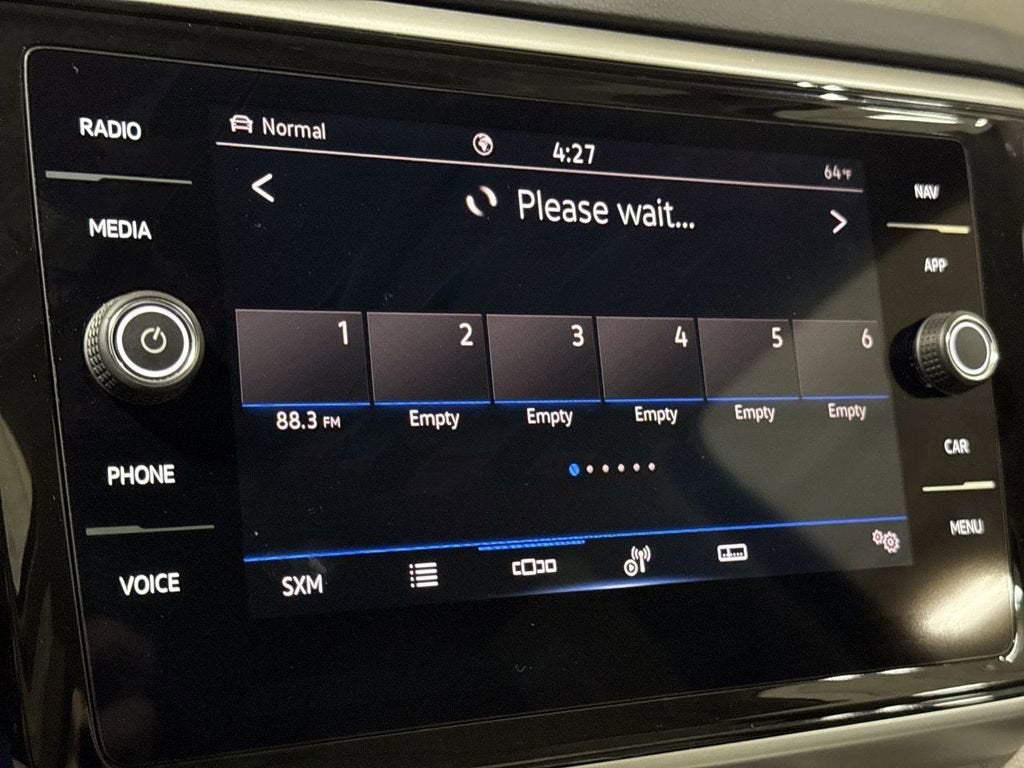 RADIO
MEDIA
PHONE
VOICE
Normal
4:27
64°F
Please wait...
1 2 3 4 5 6
88.3 FM Empty Empty Empty Empty Empty
SXM
NAV
APP
CAR
MENU